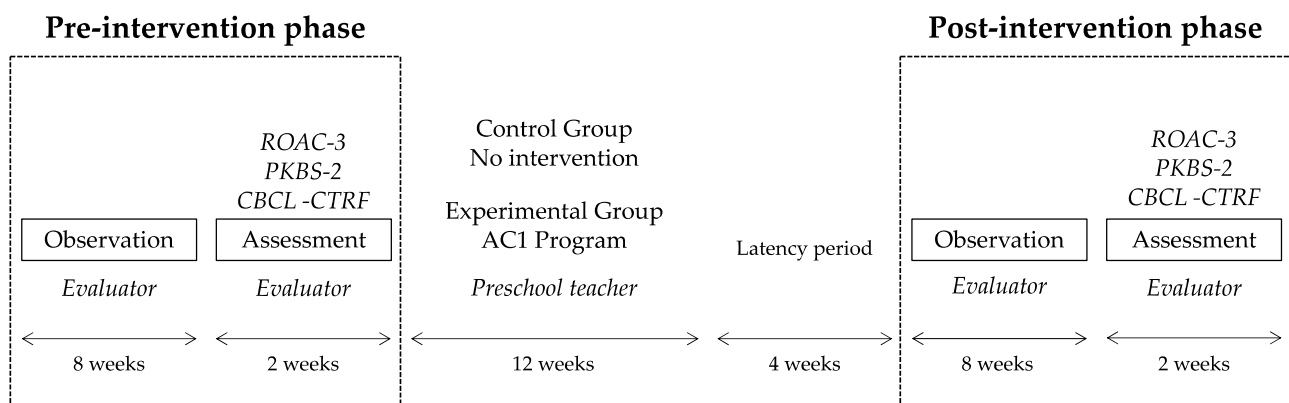 Pre-intervention phase
Observation
Evaluator
8 weeks
ROAC-3
PKBS-2
CBCL -CTRF
Assessment
Evaluator
2 weeks
Control Group
No intervention
Experimental Group
AC1 Program
Preschool teacher
12 weeks
Latency period
4 weeks
Post-intervention phase
Observation
Evaluator
8 weeks
ROAC-3
PKBS-2
CBCL -CTRF
Assessment
Evaluator
2 weeks